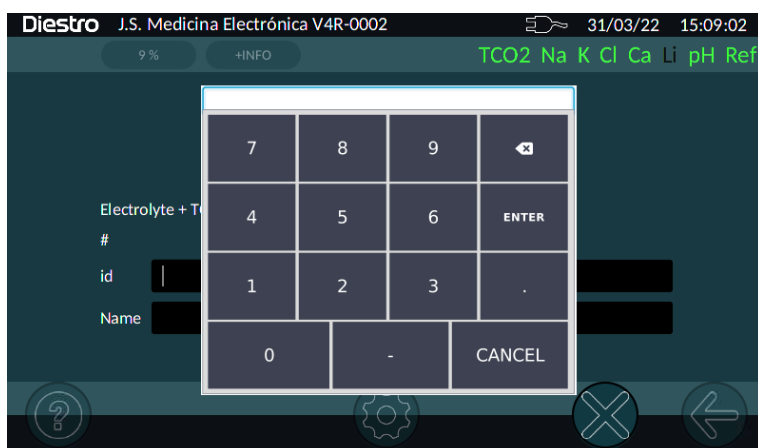 Diestro J.S. Medicina Electrónica V4R-0002 31/03/22 15:09:02
9 % +INFO TCO2 Na K Cl Ca Li pH Ref
7 8 9
Electrolyte + 4 5 6 ENTER
#
id
1 2 3 .
Name
0 - CANCEL
?